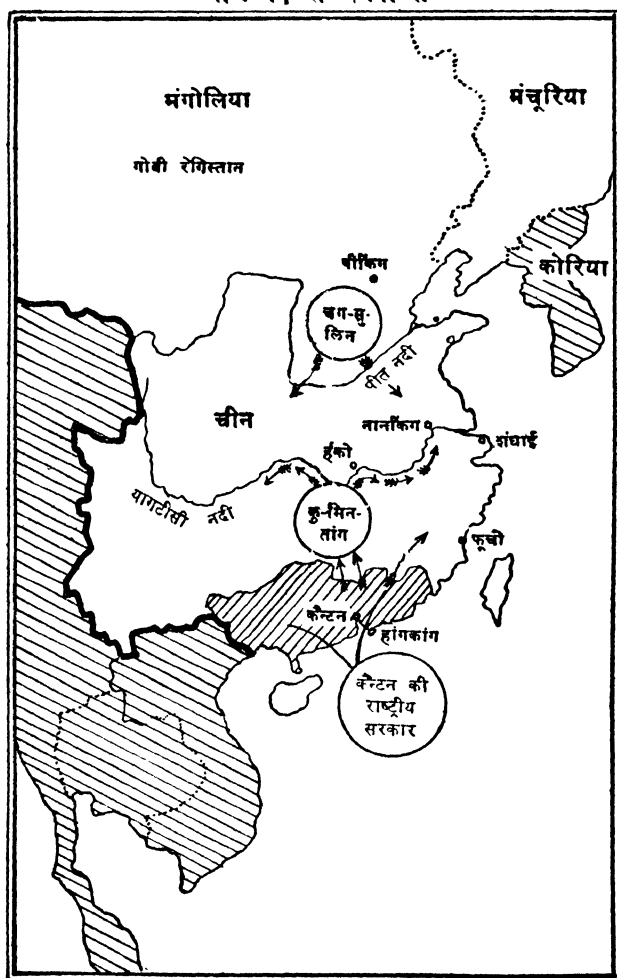 मंगोलिया
मंचूरिया
गोबी रेगिस्तान
पीकिंग
कोरिया
चंग-सु-
लिन
पीत नदी
चीन
नानकिंग
शंघाई
हंको
यागटीसी नदी
कु-मिन-
तांग
फूचो
कैन्टन
हांगकांग
कैन्टन की
राष्ट्रीय
सरकार